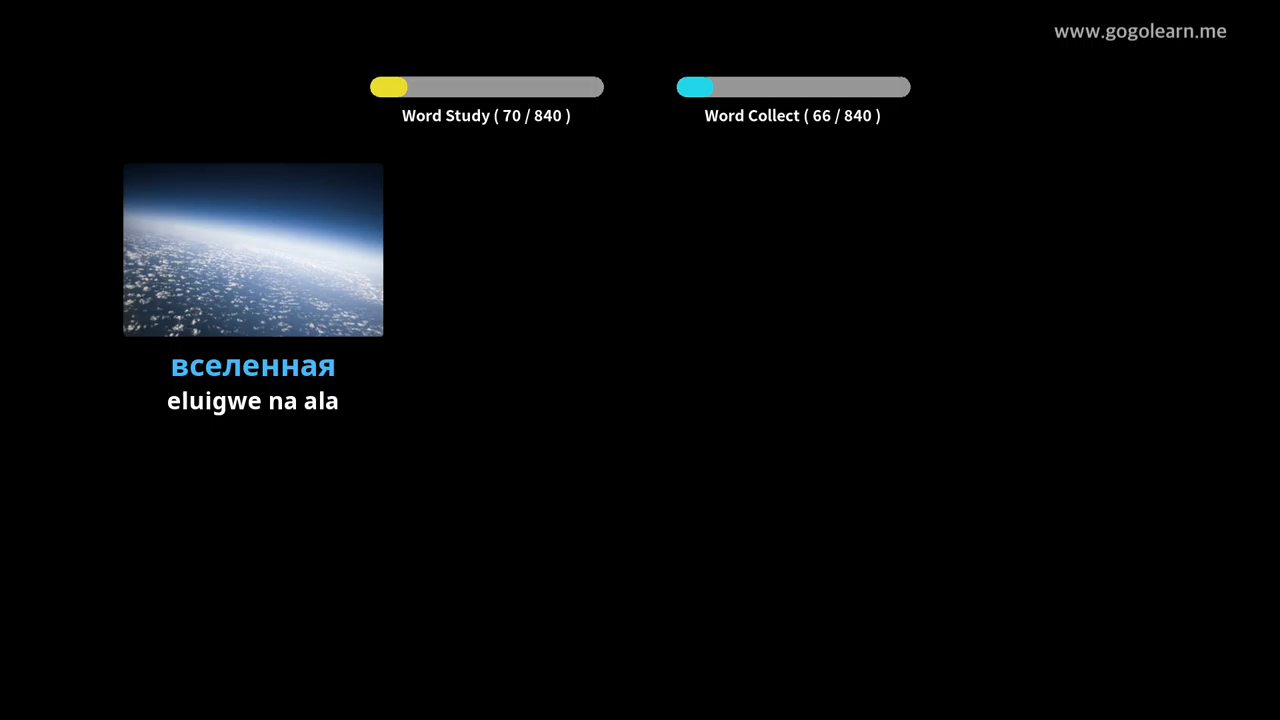 www.gogolearn.me
Word Study ( 70 / 840 )
Word Collect ( 66 / 840 )
вселенная
eluigwe na ala